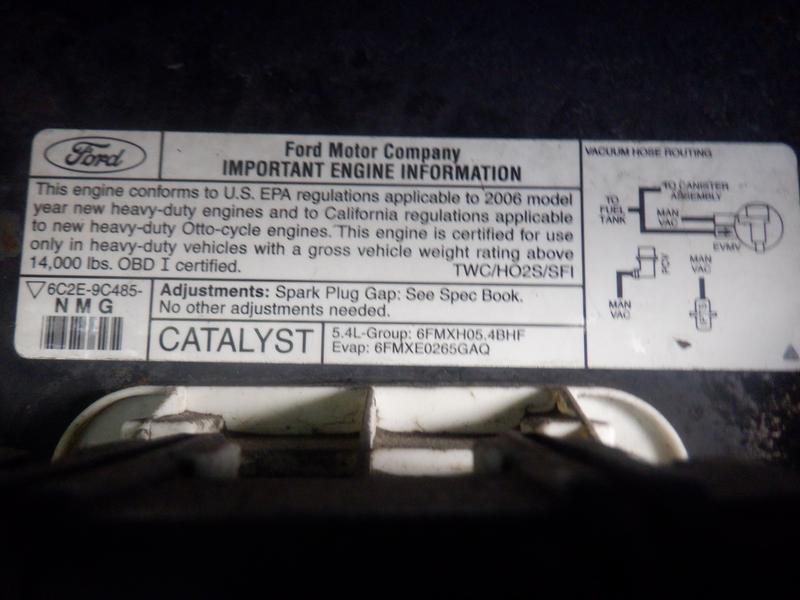 Ford
Ford Motor Company
IMPORTANT ENGINE INFORMATION
This engine conforms to U.S. EPA regulations applicable to 2006 model
year new heavy-duty engines and to California regulations applicable
to new heavy-duty Otto-cycle engines. This engine is certified for use
only in heavy-duty vehicles with a gross vehicle weight rating above
14,000 lbs. OBD I certified.
TWC/HO2S/SFI
6C2E-9C485-
N M G
Adjustments: Spark Plug Gap: See Spec Book.
No other adjustments needed.
CATALYST
5.4L-Group: 6FMXH05.4BHF
Evap: 6FMXE0265GAQ
VACUUM HOSE ROUTING
TO CANISTER
ASSEMBLY
TO
FUEL
TANK
MAN
VAC
EVMV
PCV
MAN
VAC
MAN
VAC